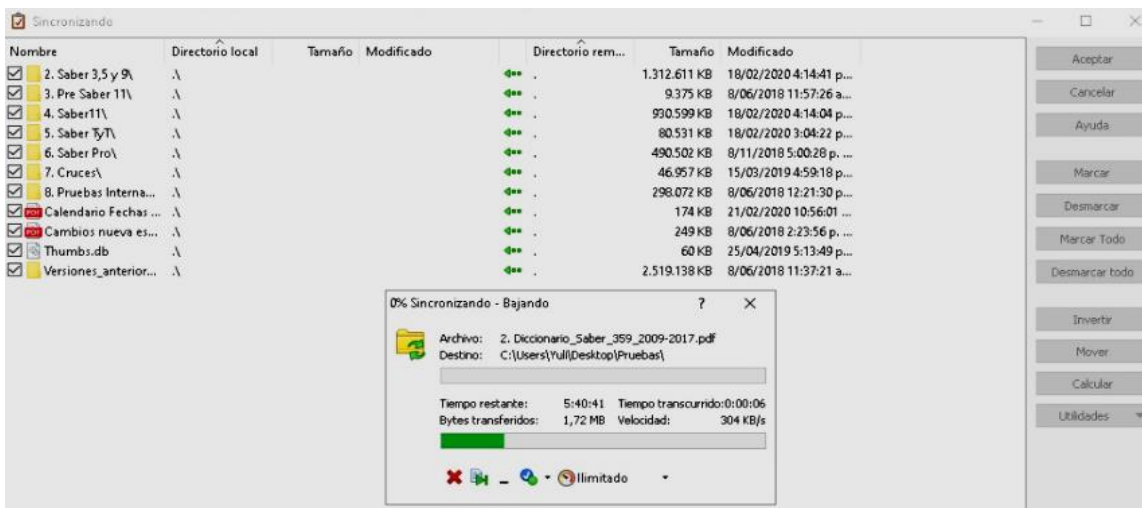 Sincronizando
Nombre Directorio local Tamaño Modificado Directorio rem... Tamaño Modificado
2. Saber 3,5 y 9\ .\ . 1.312.611 KB 18/02/2020 4:14:41 p...
3. Pre Saber 11\ .\ . 9.375 KB 8/06/2018 11:57:26 a...
4. Saber11\ .\ . 930.599 KB 18/02/2020 4:14:04 p...
5. Saber TyT\ .\ . 80.531 KB 18/02/2020 3:04:22 p...
6. Saber Pro\ .\ . 490.502 KB 8/11/2018 5:00:28 p. ...
7. Cruces\ .\ . 46.957 KB 15/03/2019 4:59:18 p...
8. Pruebas Interna... .\ . 298.072 KB 8/06/2018 12:21:30 p...
PDF Calendario Fechas ... .\ . 174 KB 21/02/2020 10:56:01 ...
PDF Cambios nueva es... .\ . 249 KB 8/06/2018 2:23:56 p. ...
Thumbs.db .\ . 60 KB 25/04/2019 5:13:49 p...
Versiones_anterior... .\ . 2.519.138 KB 8/06/2018 11:37:21 a...
Aceptar
Cancelar
Ayuda
Marcar
Desmarcar
Marcar Todo
Desmarcar todo
Invertir
Mover
Calcular
Utilidades
0% Sincronizando - Bajando ? X
Archivo: 2. Diccionario_Saber_359_2009-2017.pdf
Destino: C:\Users\Yuli\Desktop\Pruebas\
Tiempo restante: 5:40:41 Tiempo transcurrido:0:00:06
Bytes transferidos: 1,72 MB Velocidad: 304 KB/s
Ilimitado